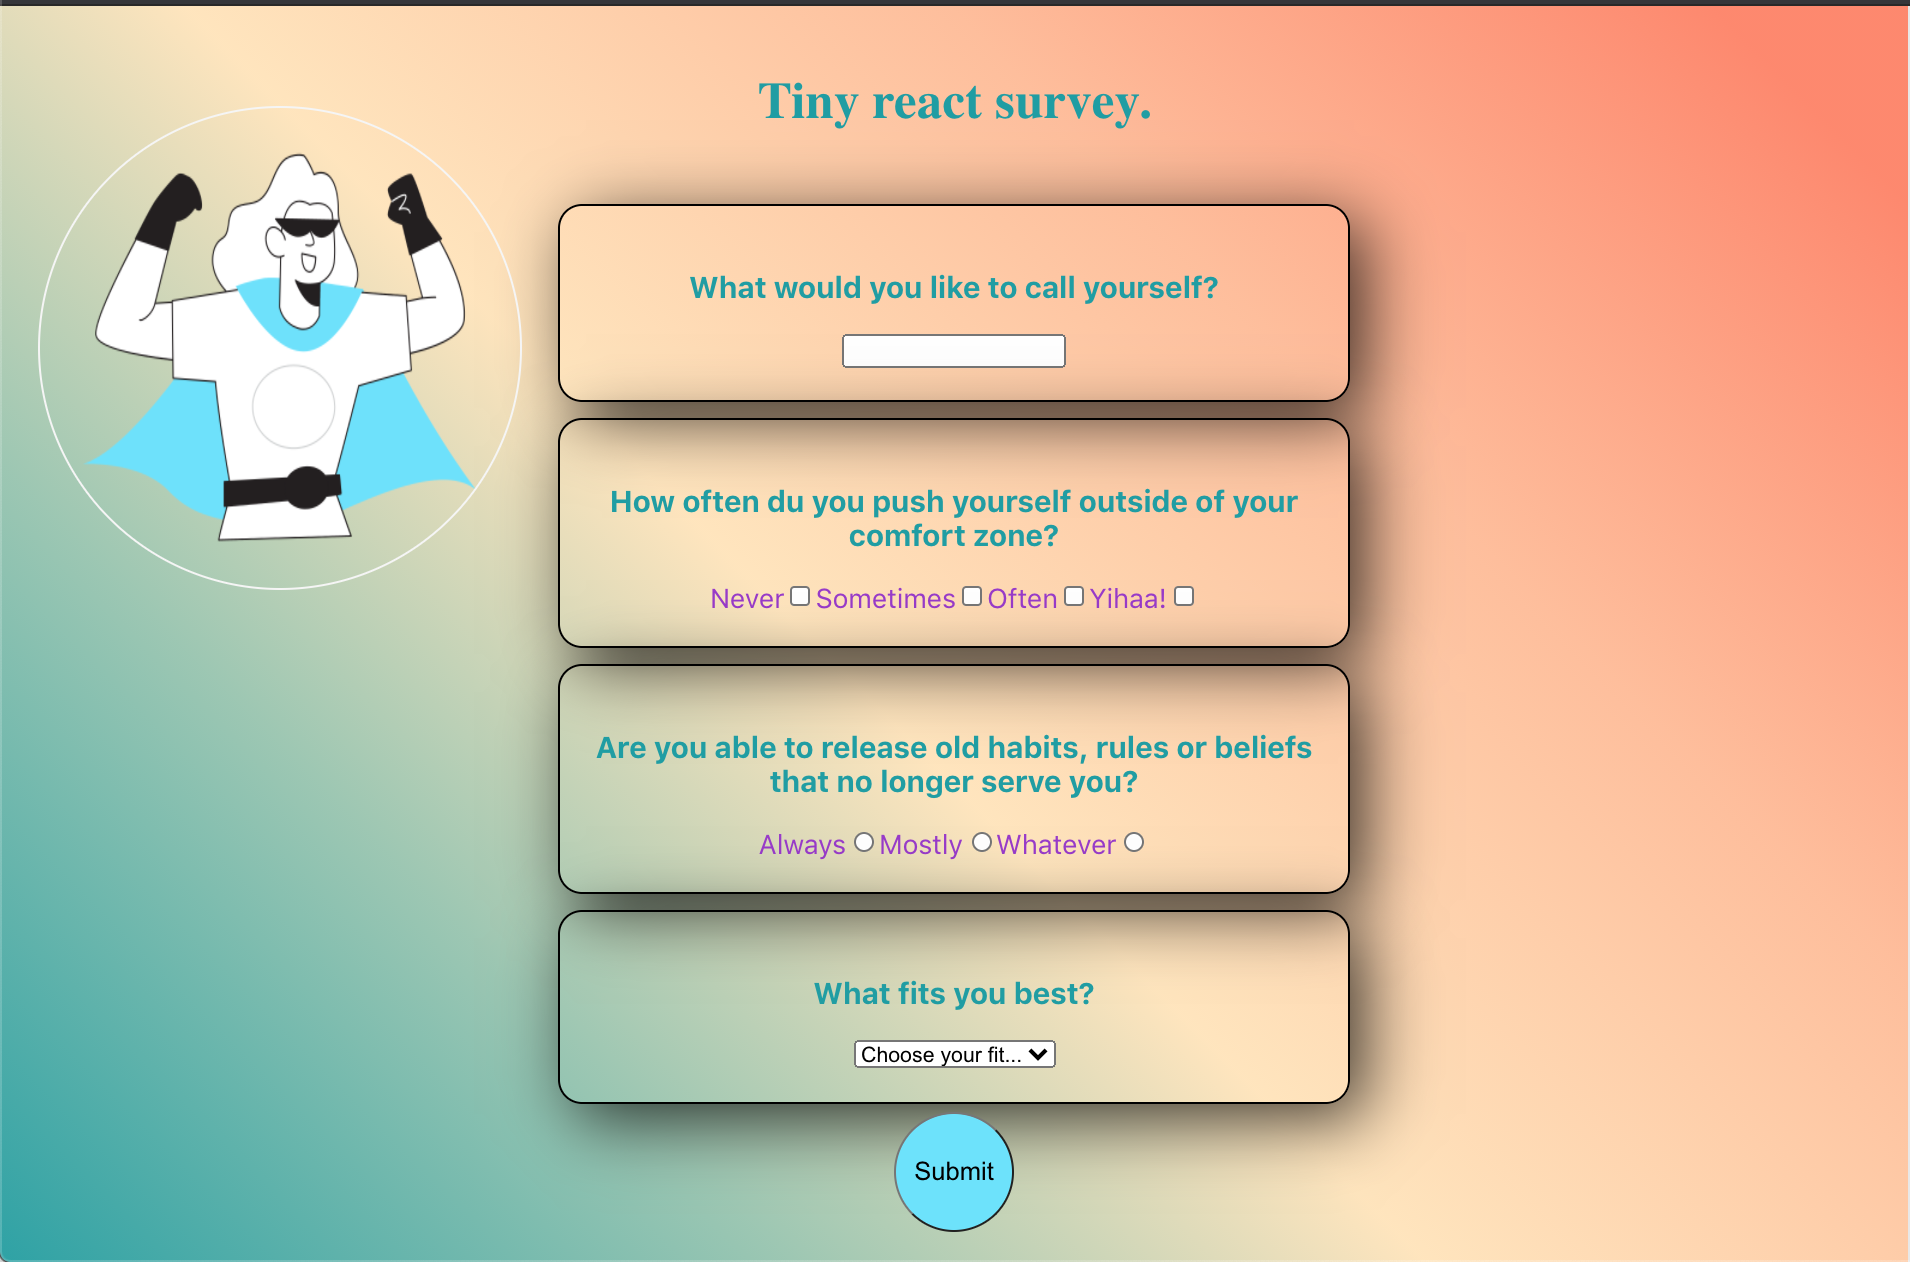 Tiny react survey.
What would you like to call yourself?
How often du you push yourself outside of your
comfort zone?
Never Sometimes Often Yihaa!
Are you able to release old habits, rules or beliefs
that no longer serve you?
Always Mostly Whatever
What fits you best?
Choose your fit...
Submit